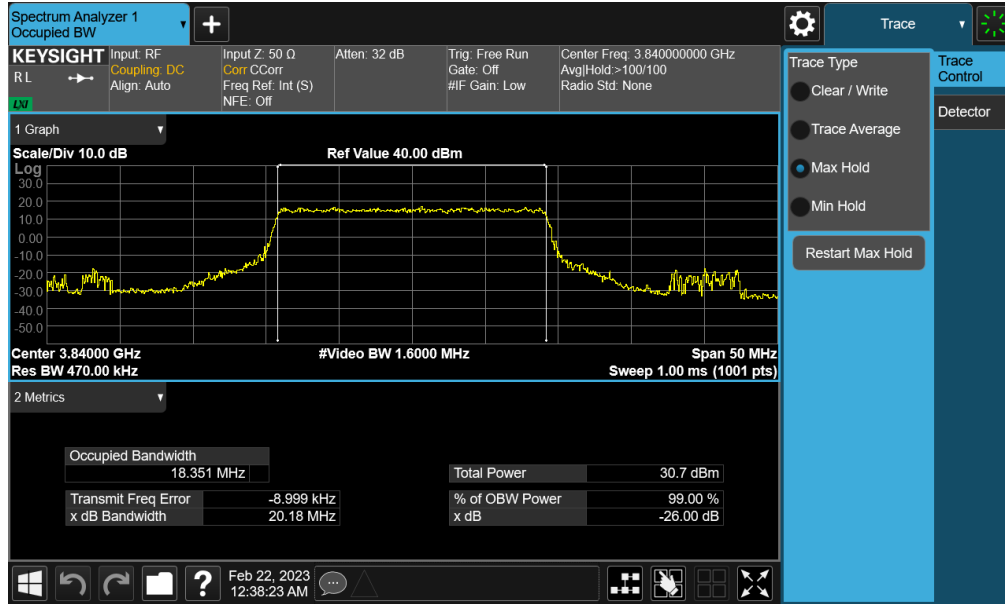 Spectrum Analyzer 1
Occupied BW
Trace
KEYSIGHT
R L
LXI
Input: RF
Coupling: DC
Align: Auto
Input Z: 50 Ω
Corr CCorr
Freq Ref: Int (S)
NFE: Off
Atten: 32 dB
Trig: Free Run
Gate: Off
#IF Gain: Low
Center Freq: 3.840000000 GHz
Avg|Hold:>100/100
Radio Std: None
1 Graph
Scale/Div 10.0 dB
Ref Value 40.00 dBm
Log
30.0
20.0
10.0
0.00
-10.0
-20.0
-30.0
-40.0
-50.0
Center 3.84000 GHz
#Video BW 1.6000 MHz
Span 50 MHz
Res BW 470.00 kHz
Sweep 1.00 ms (1001 pts)
2 Metrics
Occupied Bandwidth
18.351 MHz
Total Power 30.7 dBm
Transmit Freq Error -8.999 kHz
% of OBW Power 99.00 %
x dB Bandwidth 20.18 MHz
x dB -26.00 dB
Feb 22, 2023
12:38:23 AM
Trace Type
Clear / Write
Trace Average
Max Hold
Min Hold
Restart Max Hold
Trace
Control
Detector